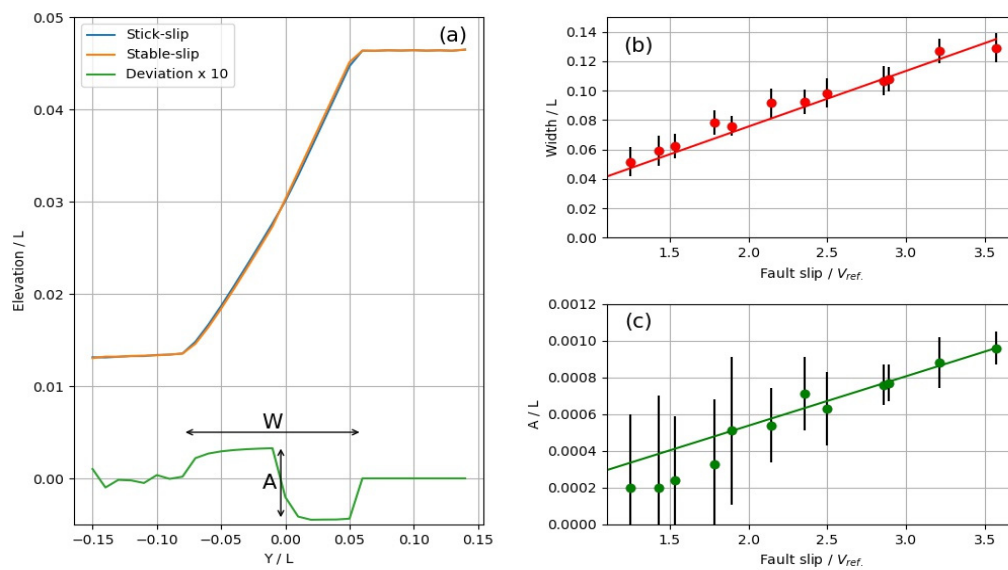 (a)
Stick-slip
Stable-slip
Deviation x 10
0.05
0.04
0.03
0.02
0.01
0.00
Elevation / L
W
A
−0.15 −0.10 −0.05 0.00 0.05 0.10 0.15
Y / L
(b)
0.14
0.12
0.10
0.08
0.06
0.04
0.02
0.00
Width / L
1.5 2.0 2.5 3.0 3.5
Fault slip / V_ref.
(c)
0.0012
0.0010
0.0008
0.0006
0.0004
0.0002
0.0000
A / L
1.5 2.0 2.5 3.0 3.5
Fault slip / V_ref.